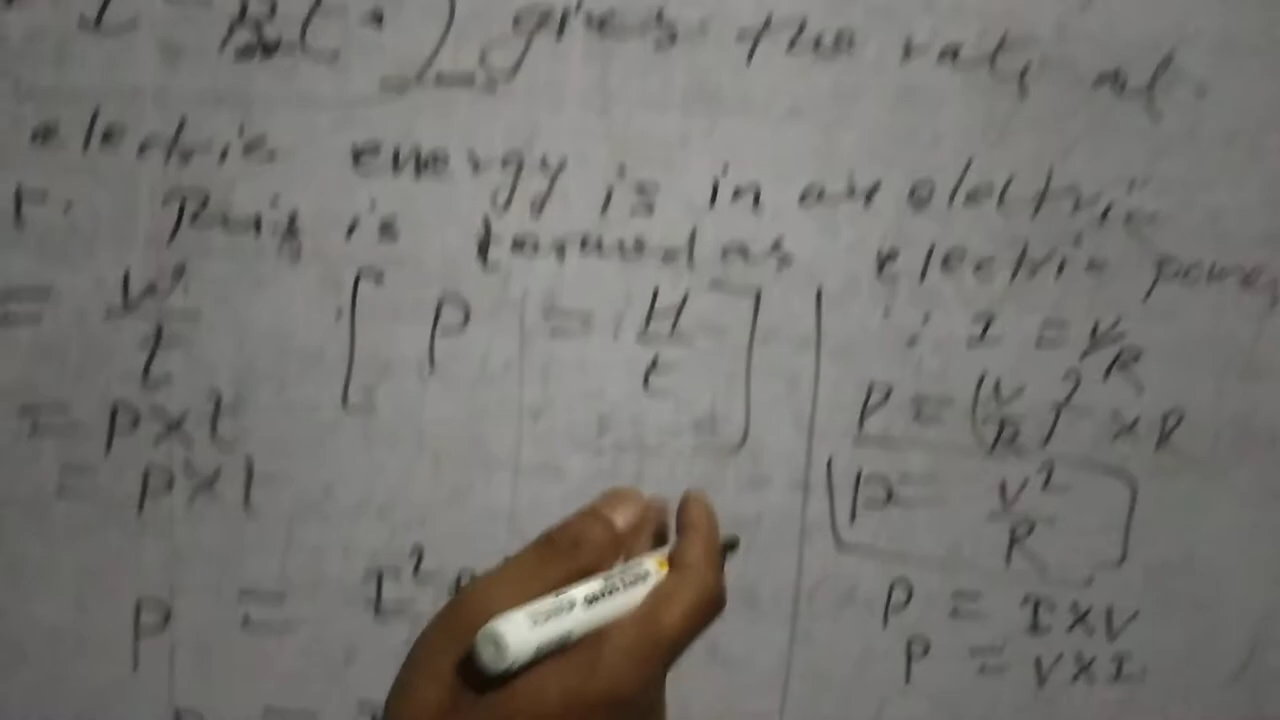 gives the rate of
electric energy is in an electric
This is termed as electric power
= W/t [ P = H/t ] ∵ I = V/R
= P×t P = (V/R)² × R
= P×t P = V²/R
P = I² P = I×V
P = V×I